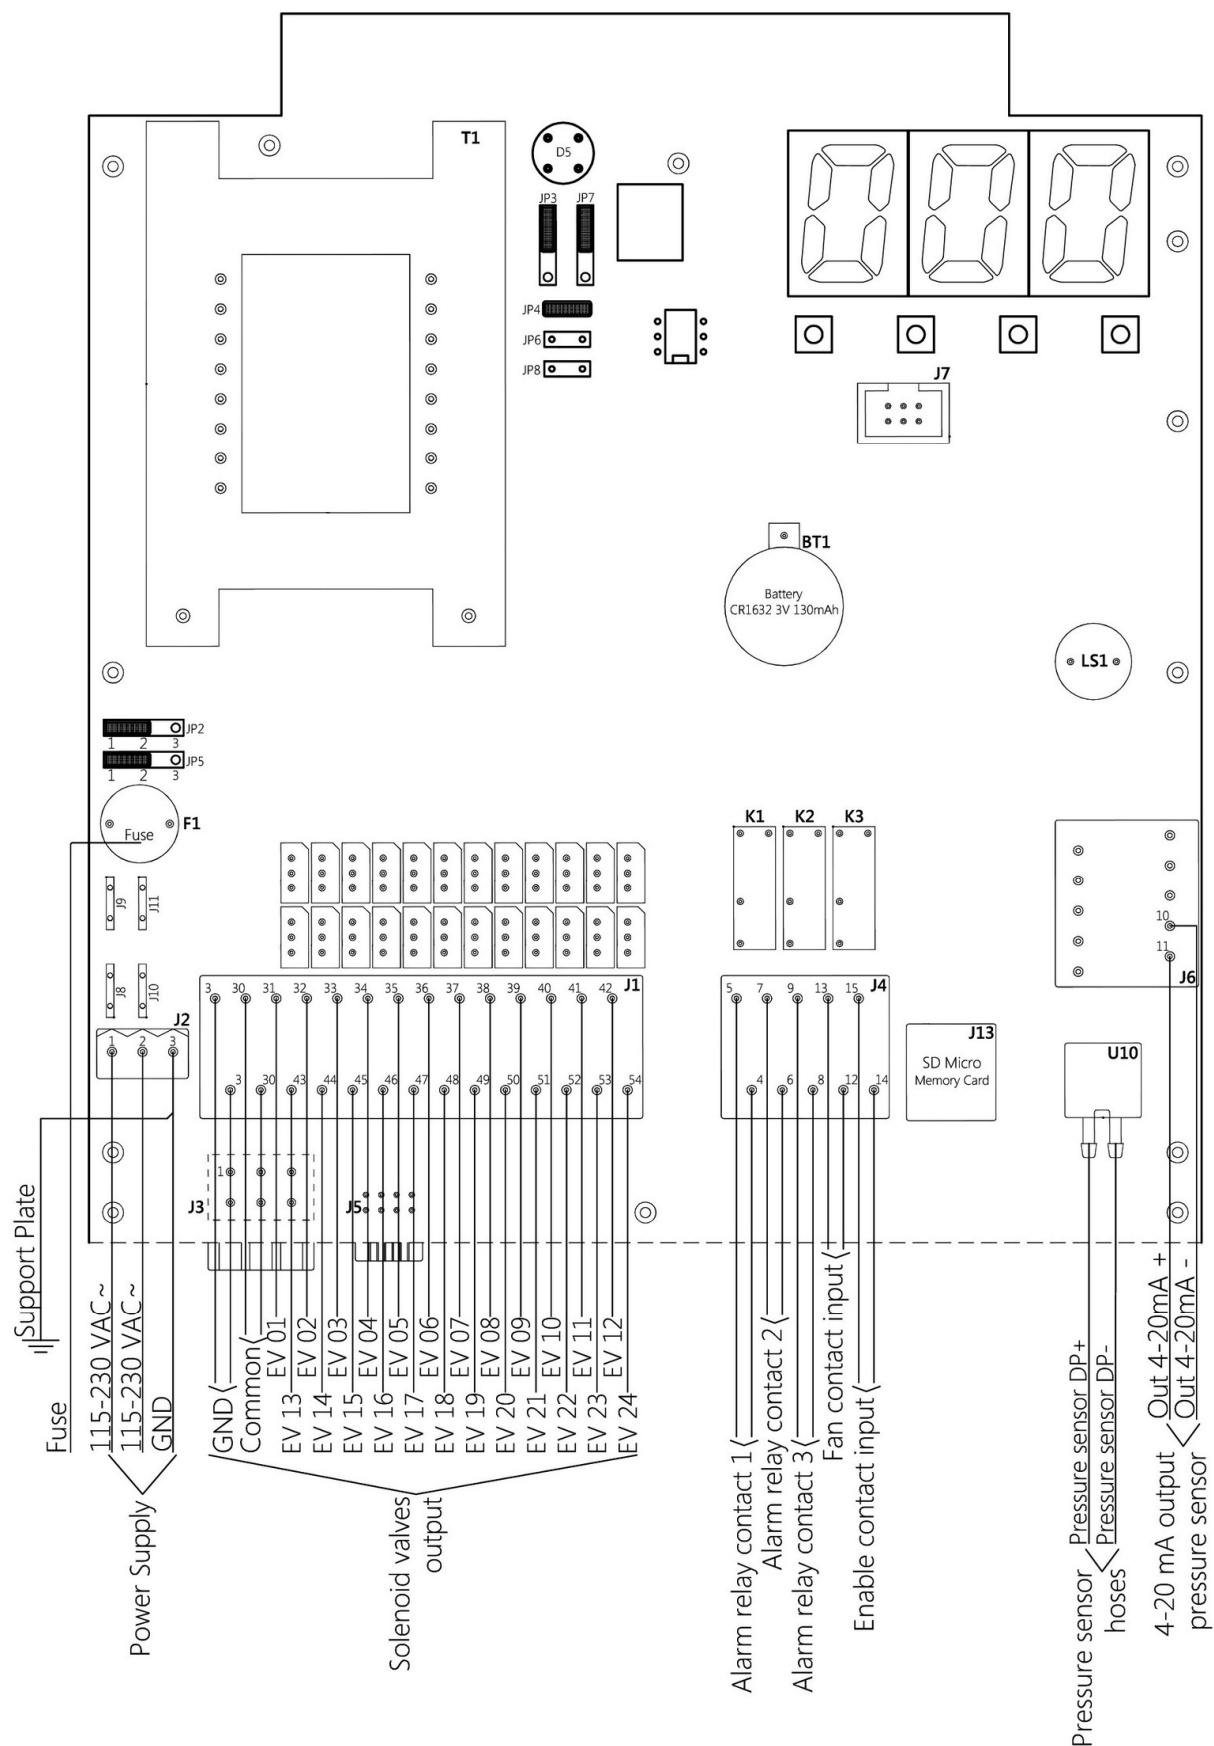 T1
D5
JP3
JP7
JP4
JP6
JP8
J7
BT1
Battery
CR1632 3V 130mAh
LS1
JP2
1 2 3
JP5
1 2 3
F1
Fuse
K1 K2 K3
J9
J11
J8
J10
10
11
J6
J2
1 2 3
J1
3 30 31 32 33 34 35 36 37 38 39 40 41 42
3 30 43 44 45 46 47 48 49 50 51 52 53 54
J4
5 7 9 13 15
4 6 8 12 14
J13
SD Micro
Memory Card
U10
1
J3
J5
Support Plate
Fuse
115-230 VAC~
115-230 VAC~
GND
Power Supply
GND
Common
EV 01
EV 13
EV 02
EV 14
EV 03
EV 15
EV 04
EV 16
EV 05
EV 17
EV 06
EV 18
EV 07
EV 19
EV 08
EV 20
EV 09
EV 21
EV 10
EV 22
EV 11
EV 23
EV 12
EV 24
Solenoid valves
output
Alarm relay contact 1
Alarm relay contact 2
Alarm relay contact 3
Fan contact input
Enable contact input
Pressure sensor DP+
Pressure sensor DP-
Pressure sensor
hoses
Out 4-20mA +
Out 4-20mA -
4-20 mA output
pressure sensor